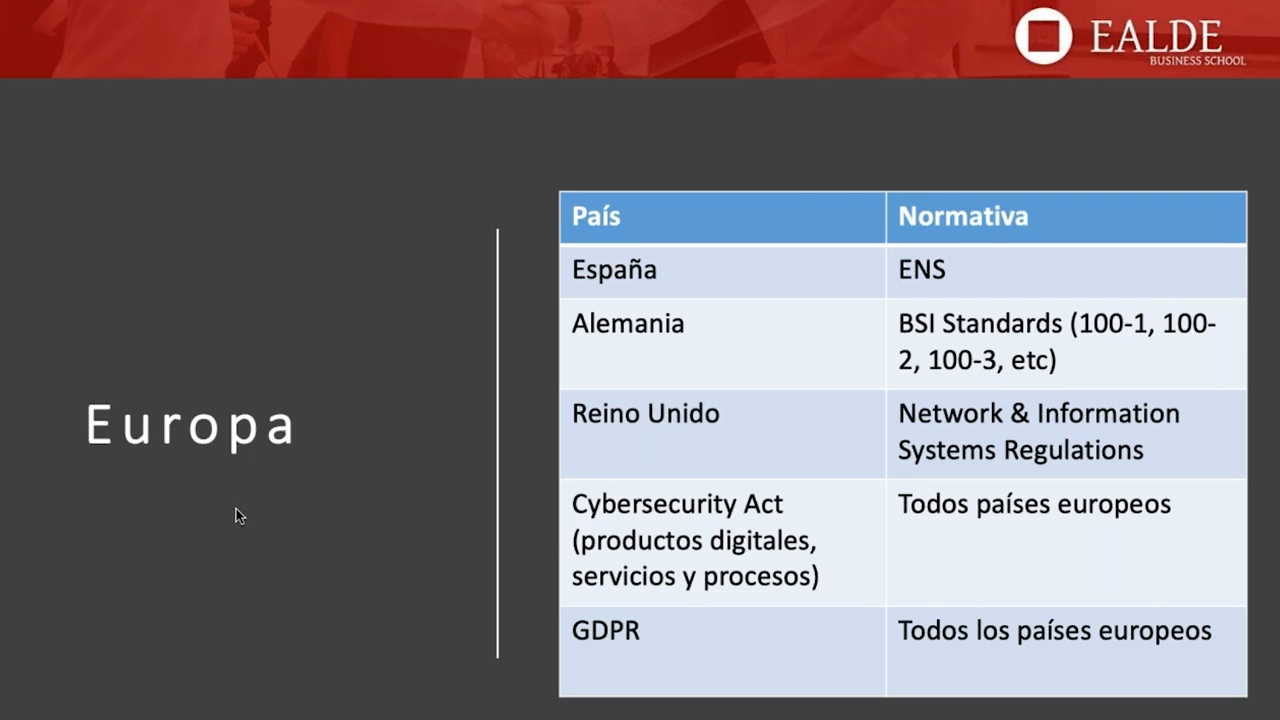 EALDE
BUSINESS SCHOOL
Europa
País Normativa
España ENS
Alemania BSI Standards (100-1, 100-
2, 100-3, etc)
Reino Unido Network & Information
Systems Regulations
Cybersecurity Act Todos países europeos
(productos digitales,
servicios y procesos)
GDPR Todos los países europeos